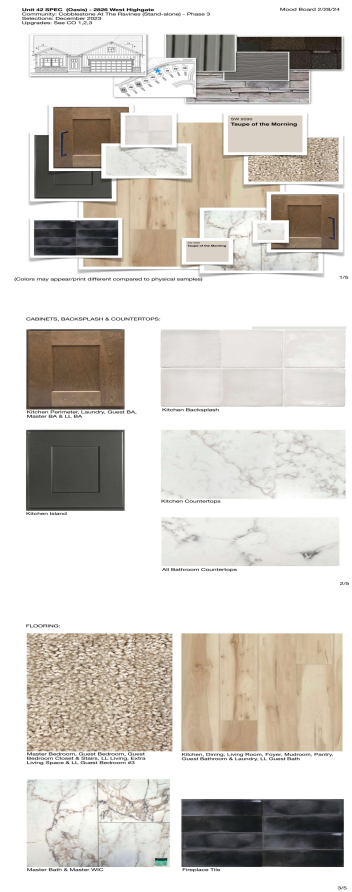 Unit 42 SPEC (Oasis) - 2826 West Highgate
Community: Cobblestone At The Ravines (Stand-alone) - Phase 3
Selections: December 2023
Upgrades: See CO 1,2,3
Mood Board 2/28/24
SW 9590
Taupe of the Morning
Taupe of the Morning
(Colors may appear/print different compared to physical samples)
1/5
CABINETS, BACKSPLASH & COUNTERTOPS:
Kitchen Perimeter, Laundry, Guest BA,
Master BA & LL BA
Kitchen Backsplash
Kitchen Island
Kitchen Countertops
All Bathroom Countertops
2/5
FLOORING:
Master Bedroom, Guest Bedroom, Guest
Bedroom Closet & Stairs, LL Living, Extra
Living Space & LL Guest Bedroom #3
Kitchen, Dining, Living Room, Foyer, Mudroom, Pantry,
Guest Bathroom & Laundry, LL Guest Bath
Master Bath & Master WIC
Fireplace Tile
3/5